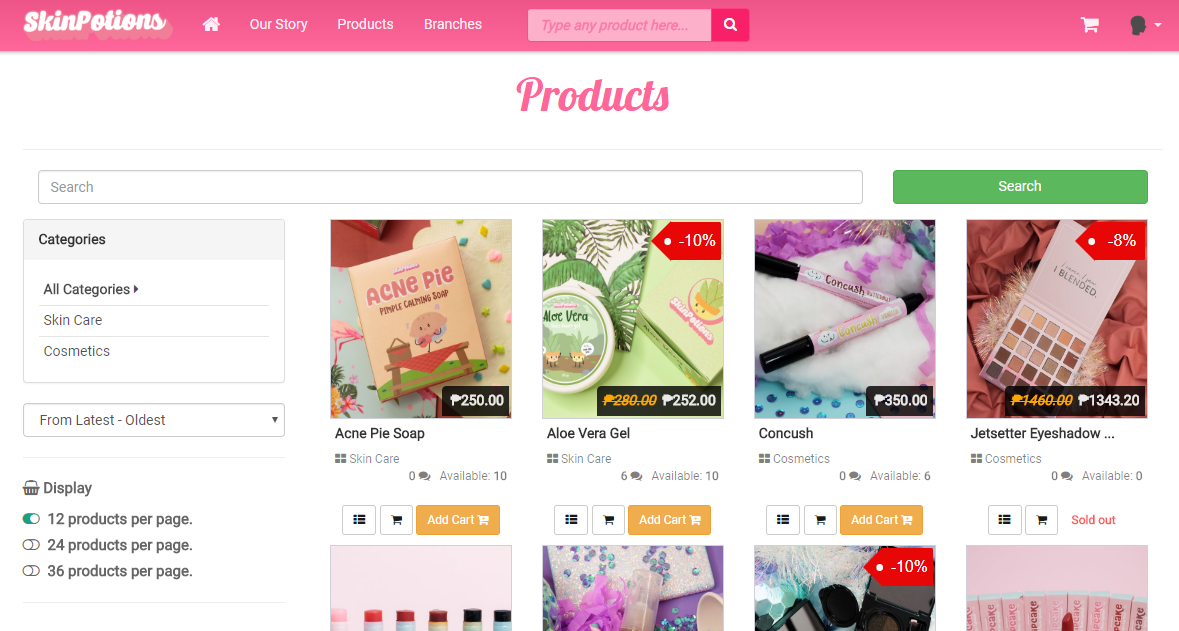 SkinPotions
Our Story
Products
Branches
Type any product here...
Products
Search
Search
Categories
All Categories
Skin Care
Cosmetics
From Latest - Oldest
Display
12 products per page.
24 products per page.
36 products per page.
ACNE PIE
PIMPLE CALMING SOAP
₱250.00
Acne Pie Soap
Skin Care
0
Available: 10
Add Cart
-10%
Aloe Vera
SKINPOTIONS
₱280.00 ₱252.00
Aloe Vera Gel
Skin Care
6
Available: 10
Add Cart
Concush
Concush
₱350.00
Concush
Cosmetics
0
Available: 6
Add Cart
-8%
I BLENDED.
₱1460.00 ₱1343.20
Jetsetter Eyeshadow ...
Cosmetics
0
Available: 0
Sold out
-10%